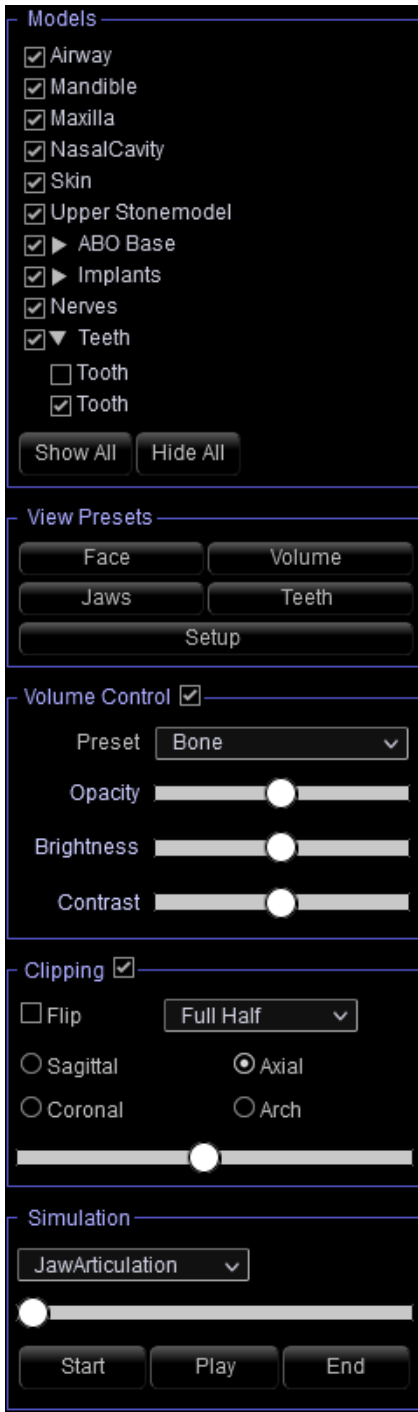 Models
Airway
Mandible
Maxilla
NasalCavity
Skin
Upper Stonemodel
ABO Base
Implants
Nerves
Teeth
Tooth
Tooth
Show All Hide All
View Presets
Face Volume
Jaws Teeth
Setup
Volume Control
Preset Bone
Opacity
Brightness
Contrast
Clipping
Flip Full Half
Sagittal Axial
Coronal Arch
Simulation
JawArticulation
Start Play End